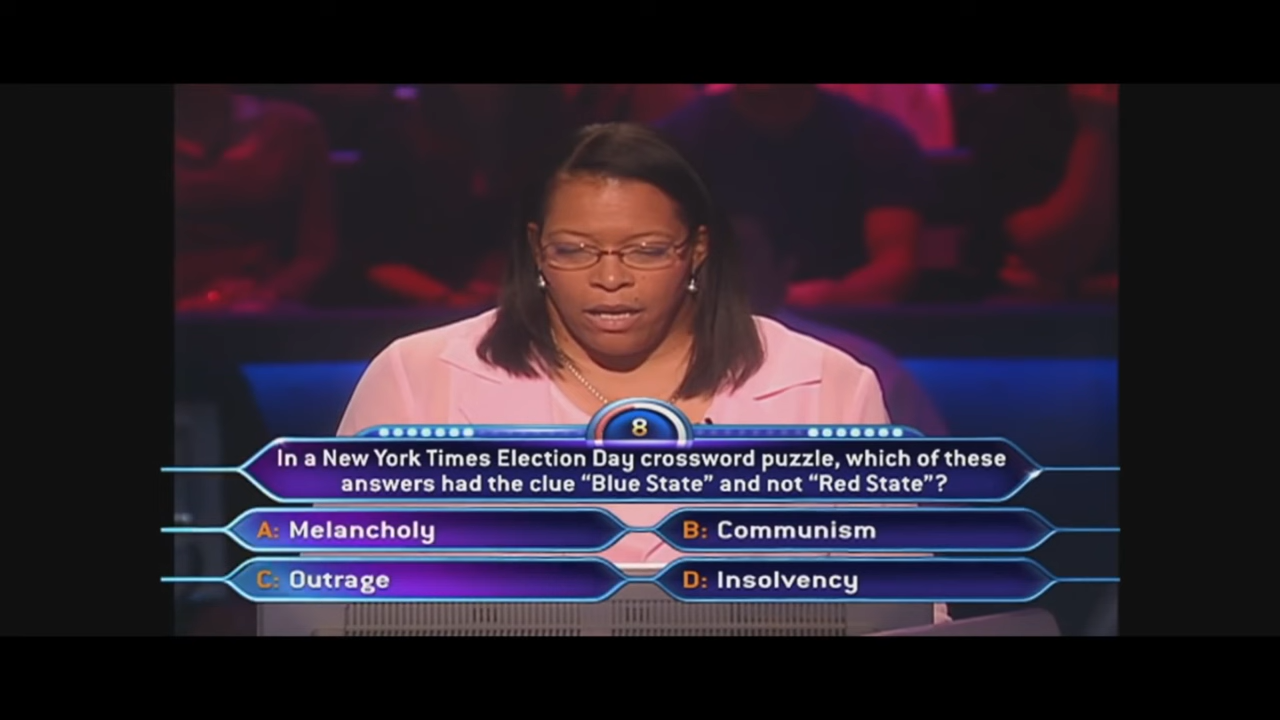 8
In a New York Times Election Day crossword puzzle, which of these
answers had the clue “Blue State” and not “Red State”?
A: Melancholy
B: Communism
C: Outrage
D: Insolvency